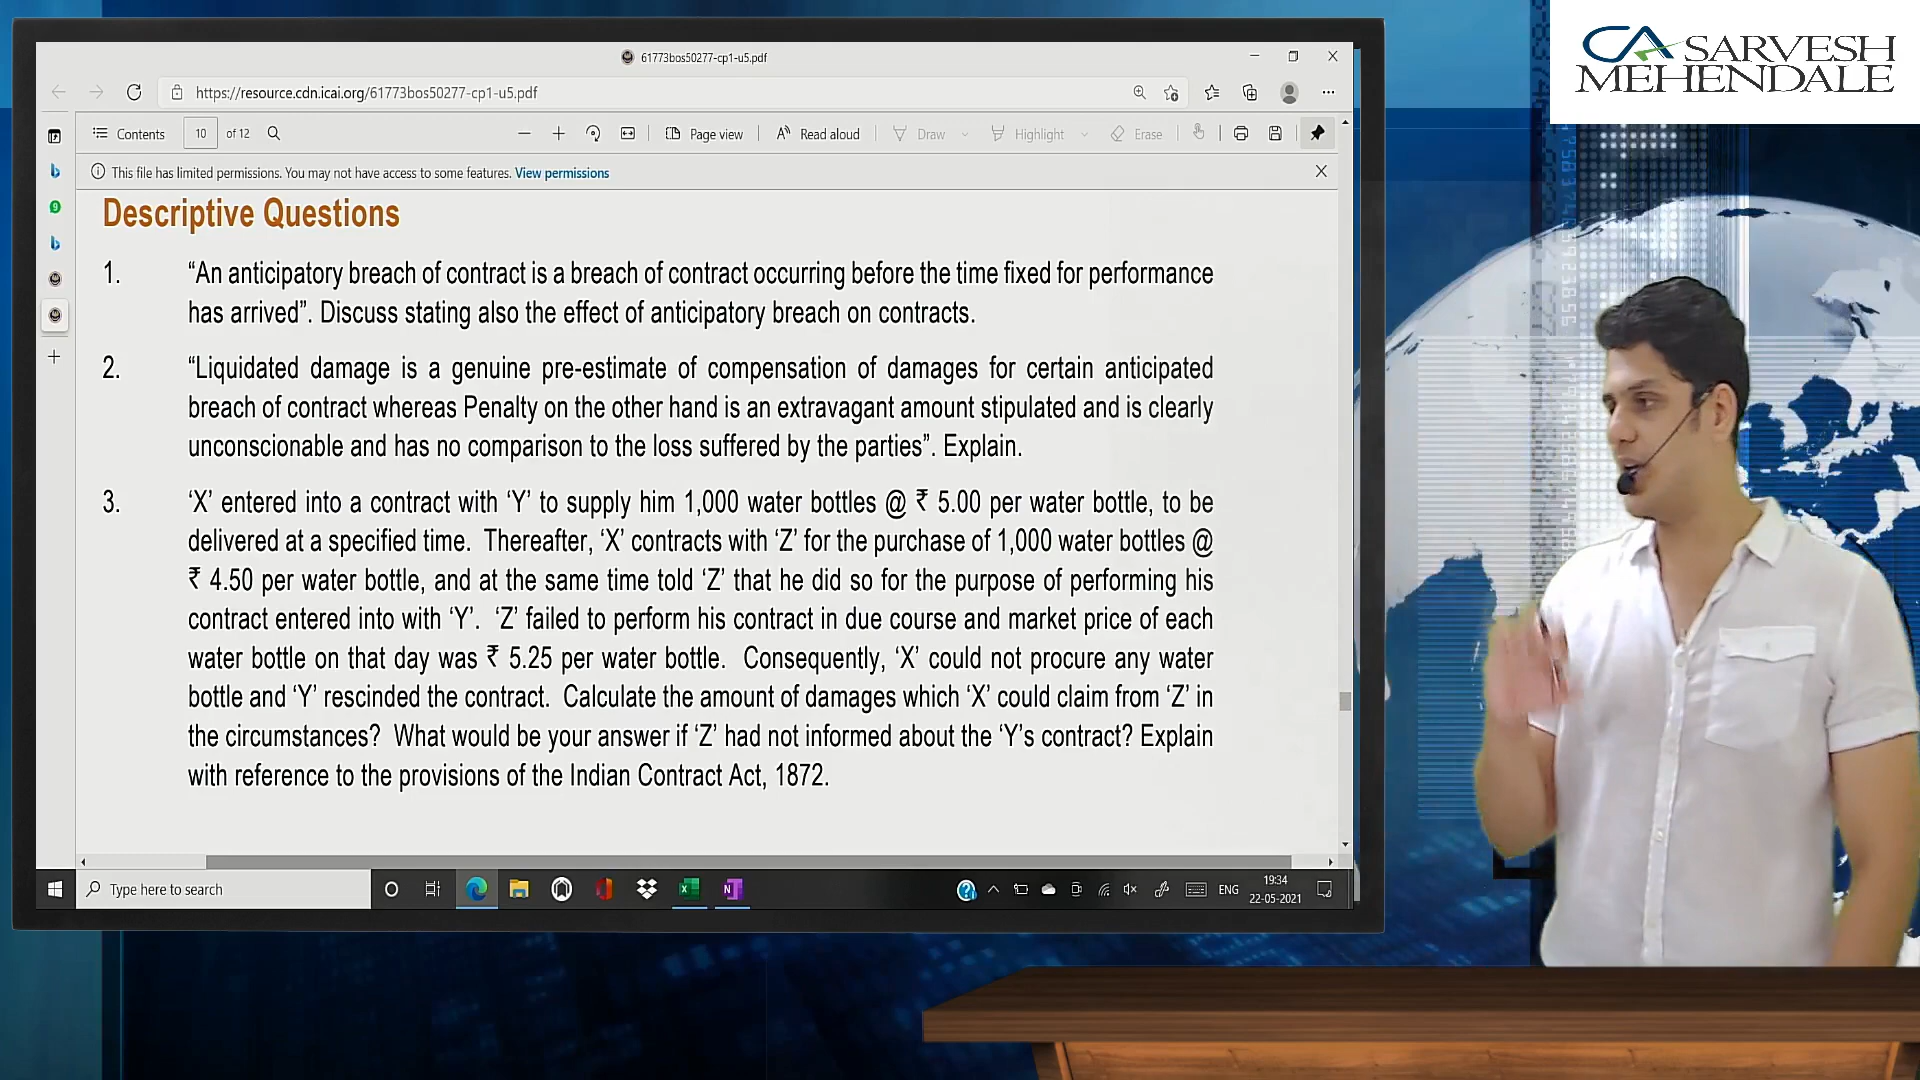 CA SARVESH
MEHENDALE
61773bos50277-cp1-u5.pdf
https://resource.cdn.icai.org/61773bos50277-cp1-u5.pdf
Contents 10 of 12 Page view Read aloud Draw Highlight Erase
This file has limited permissions. You may not have access to some features. View permissions
Descriptive Questions
1. “An anticipatory breach of contract is a breach of contract occurring before the time fixed for performance
has arrived”. Discuss stating also the effect of anticipatory breach on contracts.
2. “Liquidated damage is a genuine pre-estimate of compensation of damages for certain anticipated
breach of contract whereas Penalty on the other hand is an extravagant amount stipulated and is clearly
unconscionable and has no comparison to the loss suffered by the parties”. Explain.
3. ‘X’ entered into a contract with ‘Y’ to supply him 1,000 water bottles @ ₹ 5.00 per water bottle, to be
delivered at a specified time. Thereafter, ‘X’ contracts with ‘Z’ for the purchase of 1,000 water bottles @
₹ 4.50 per water bottle, and at the same time told ‘Z’ that he did so for the purpose of performing his
contract entered into with ‘Y’. ‘Z’ failed to perform his contract in due course and market price of each
water bottle on that day was ₹ 5.25 per water bottle. Consequently, ‘X’ could not procure any water
bottle and ‘Y’ rescinded the contract. Calculate the amount of damages which ‘X’ could claim from ‘Z’ in
the circumstances? What would be your answer if ‘Z’ had not informed about the ‘Y’s contract? Explain
with reference to the provisions of the Indian Contract Act, 1872.
Type here to search
ENG
19:34
22-05-2021